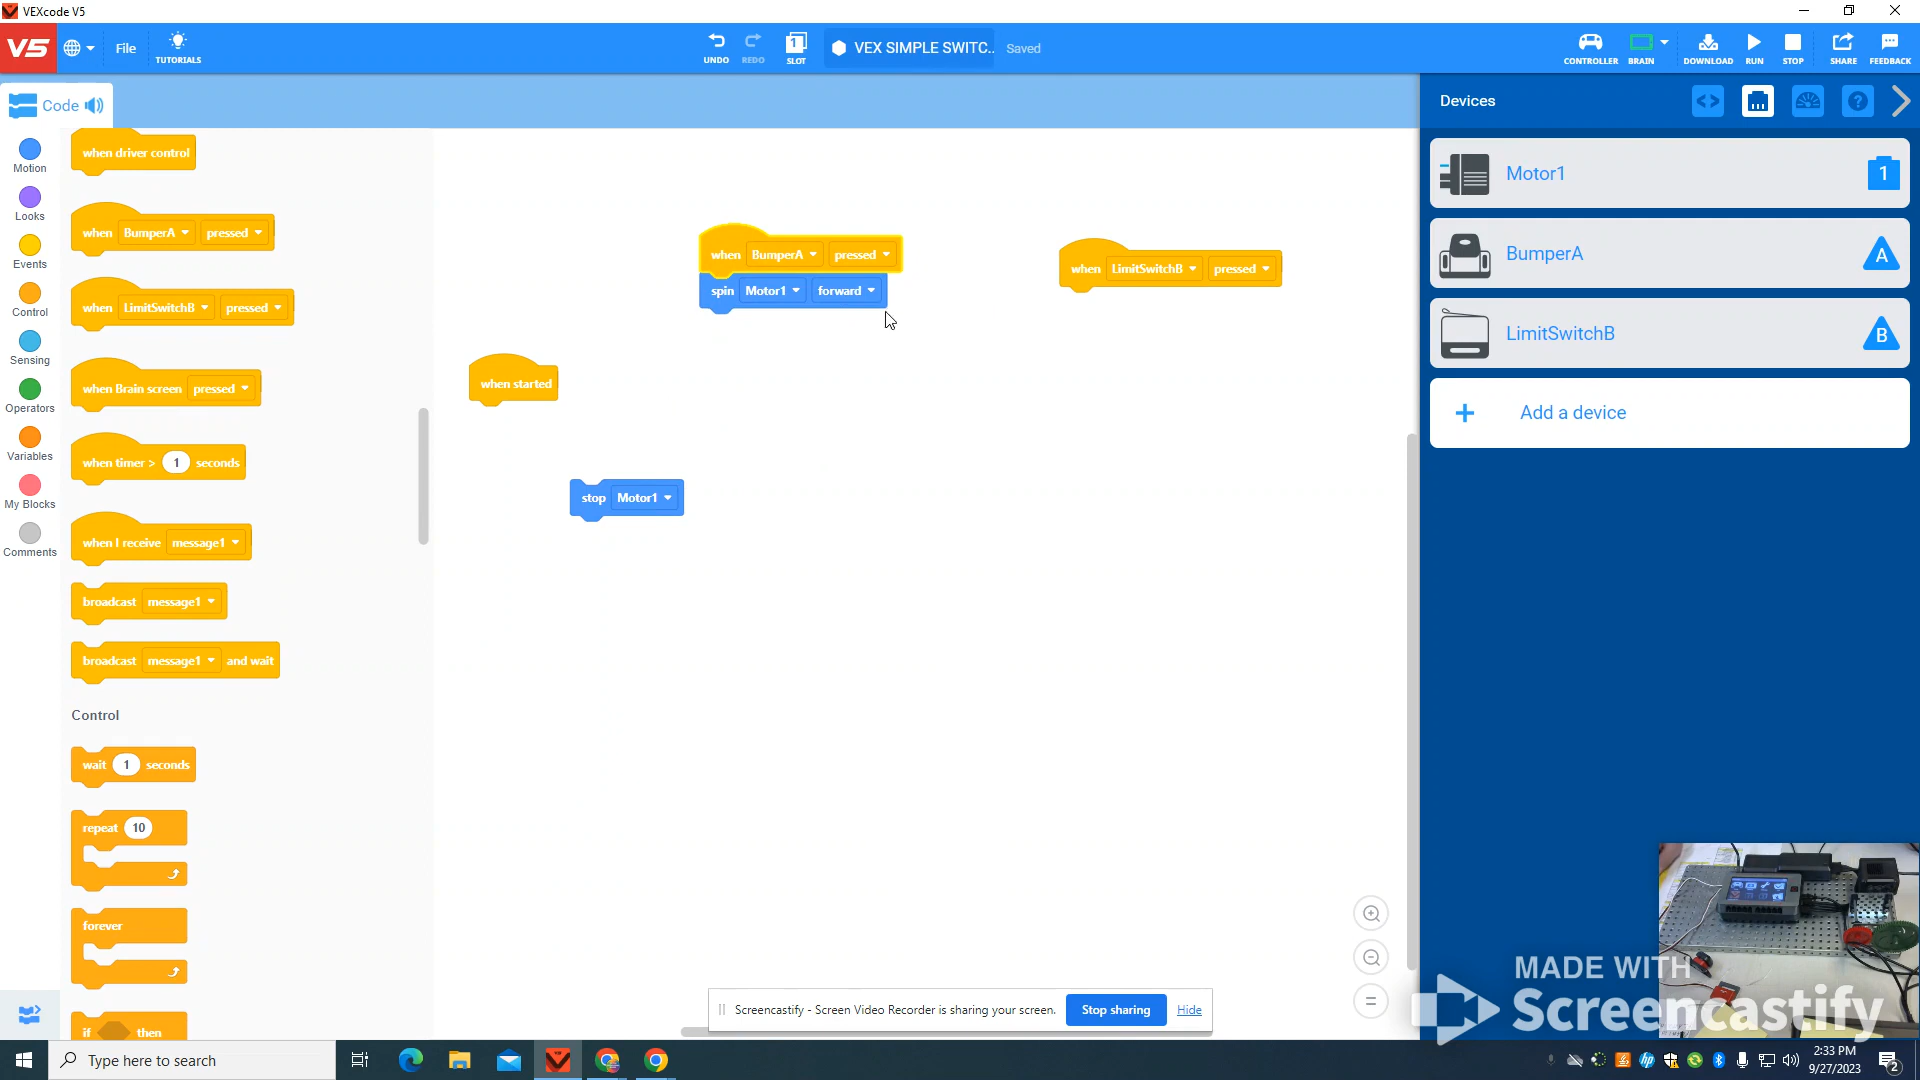 VEXcode V5
V5
File
TUTORIALS
UNDO
REDO
1
SLOT
VEX SIMPLE SWITC..
Saved
CONTROLLER
BRAIN
DOWNLOAD
RUN
STOP
SHARE
FEEDBACK
Code
Motion
Looks
Events
Control
Sensing
Operators
Variables
My Blocks
Comments
when driver control
when BumperA pressed
when LimitSwitchB pressed
when Brain screen pressed
when timer > 1 seconds
when I receive message1
broadcast message1
broadcast message1 and wait
Control
wait 1 seconds
repeat 10
forever
if then
when BumperA pressed
spin Motor1 forward
when LimitSwitchB pressed
when started
stop Motor1
Devices
?
Motor1
1
BumperA
A
LimitSwitchB
B
+ Add a device
MADE WITH
Screencastify
Screencastify - Screen Video Recorder is sharing your screen.
Stop sharing
Hide
Type here to search
2:33 PM
9/27/2023
2